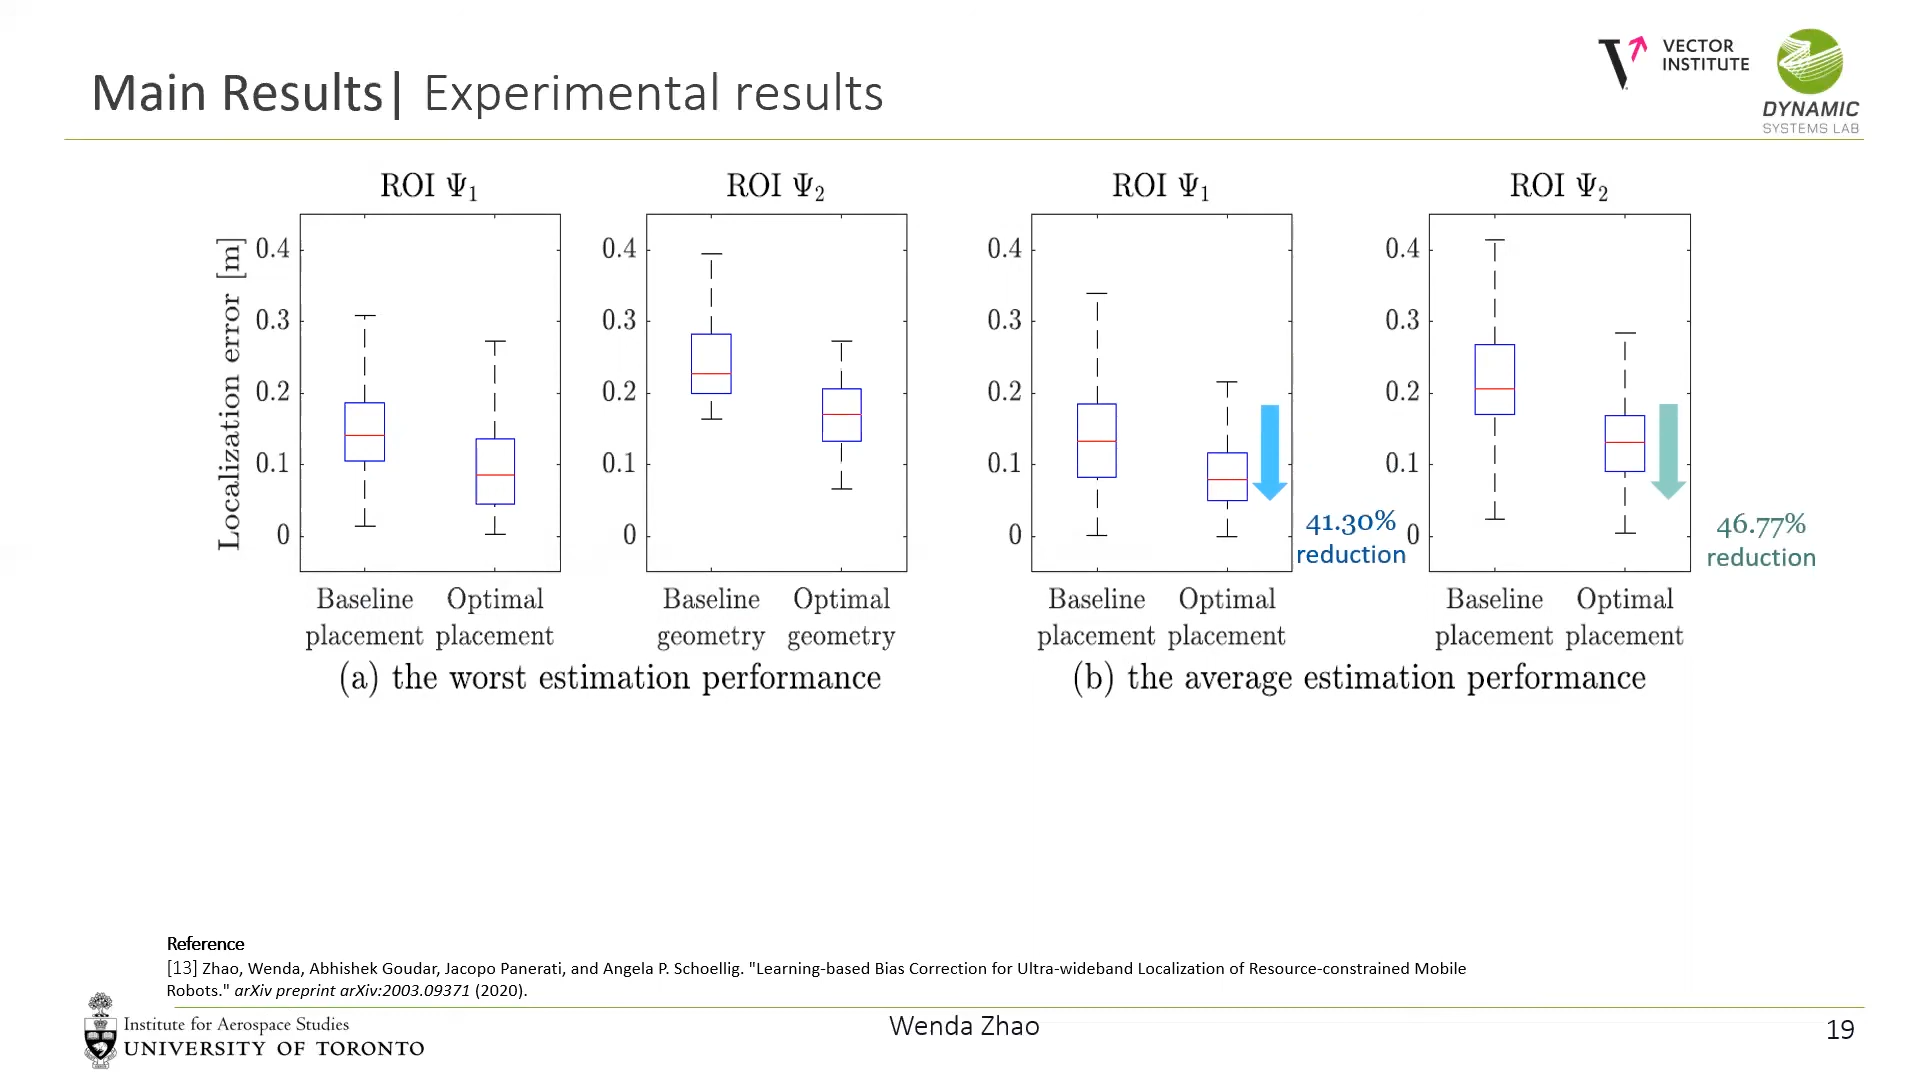 VECTOR
INSTITUTE
DYNAMIC
SYSTEMS LAB
Main Results| Experimental results
ROI Ψ₁
ROI Ψ₂
ROI Ψ₁
ROI Ψ₂
Localization error [m]
0.4
0.3
0.2
0.1
0
0.4
0.3
0.2
0.1
0
0.4
0.3
0.2
0.1
0
0.4
0.3
0.2
0.1
0
41.30%
reduction
46.77%
reduction
Baseline placement
Optimal placement
Baseline geometry
Optimal geometry
Baseline placement
Optimal placement
Baseline placement
Optimal placement
(a) the worst estimation performance
(b) the average estimation performance
Reference
[13] Zhao, Wenda, Abhishek Goudar, Jacopo Panerati, and Angela P. Schoellig. "Learning-based Bias Correction for Ultra-wideband Localization of Resource-constrained Mobile
Robots." arXiv preprint arXiv:2003.09371 (2020).
Institute for Aerospace Studies
UNIVERSITY OF TORONTO
Wenda Zhao
19